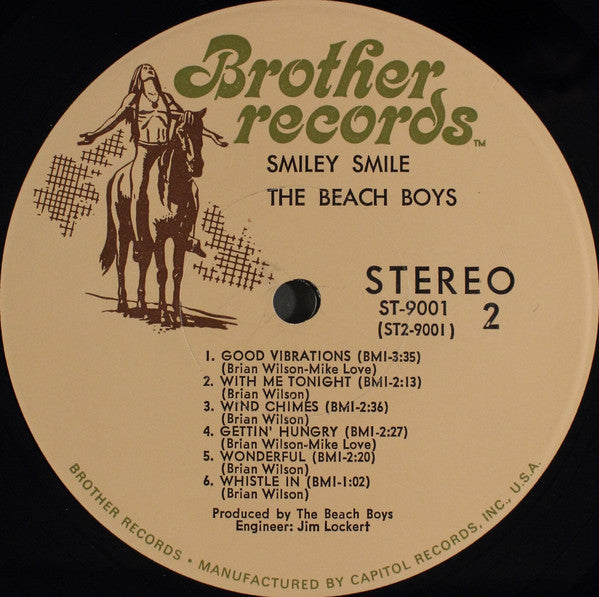 Brother
records™
SMILEY SMILE
THE BEACH BOYS
STEREO
ST-9001
(ST2-9001)
2
1. GOOD VIBRATIONS (BMI-3:35)
(Brian Wilson-Mike Love)
2. WITH ME TONIGHT (BMI-2:13)
(Brian Wilson)
3. WIND CHIMES (BMI-2:36)
(Brian Wilson)
4. GETTIN' HUNGRY (BMI-2:27)
(Brian Wilson-Mike Love)
5. WONDERFUL (BMI-2:20)
(Brian Wilson)
6. WHISTLE IN (BMI-1:02)
(Brian Wilson)
Produced by The Beach Boys
Engineer: Jim Lockert
BROTHER RECORDS • MANUFACTURED BY CAPITOL RECORDS, INC., U.S.A.